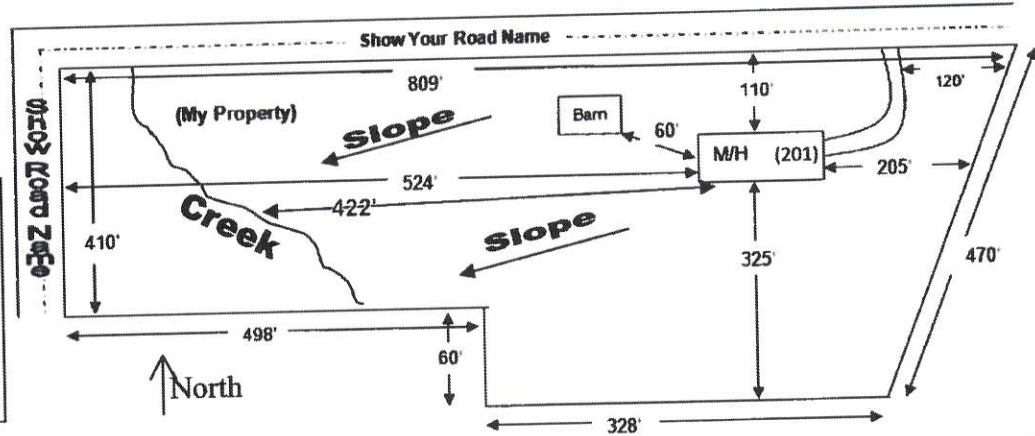 Show Your Road Name
809'
120'
(My Property)
110'
Slope
Barn
60'
M/H (201)
205'
524'
422'
Show Road Name
Creek
410'
Slope
325'
470'
498'
60'
North
328'